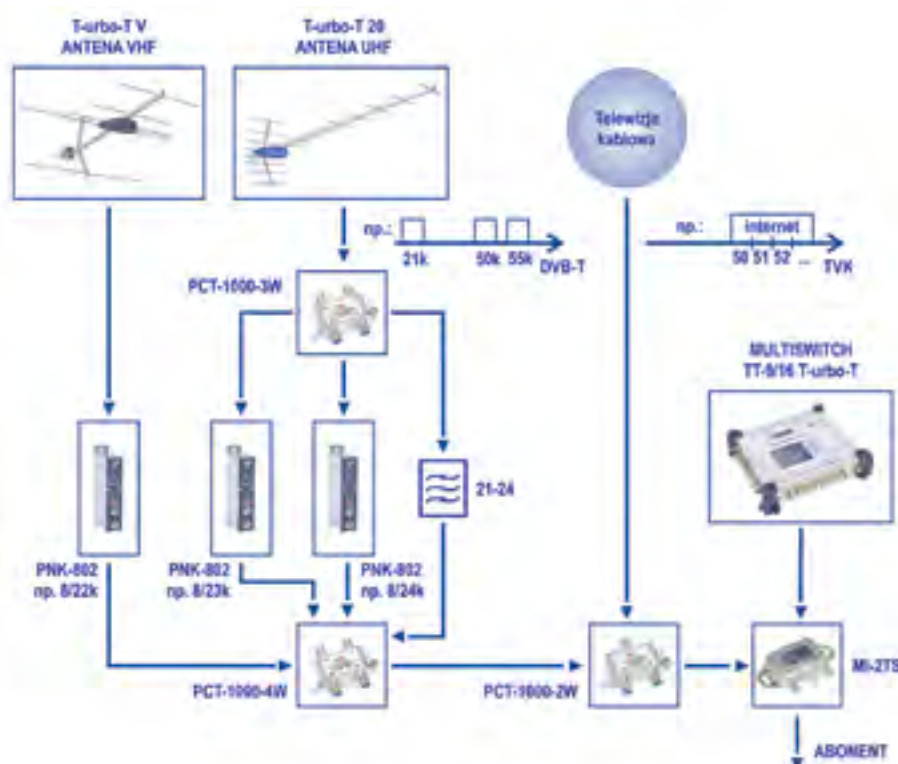 T-urbo-T V
ANTENA VHF
T-urbo-T 20
ANTENA UHF
Telewizja
kablowa
np.:
21k
50k
55k
DVB-T
np.:
internet
50 51 52 ...
TVK
PCT-1000-3W
MULTISWITCH
TT-9/16 T-urbo-T
21-24
PNK-802
np. 8/22k
PNK-802
np. 8/23k
PNK-802
np. 8/24k
PCT-1000-4W
PCT-1000-2W
MI-2TS
ABONENT